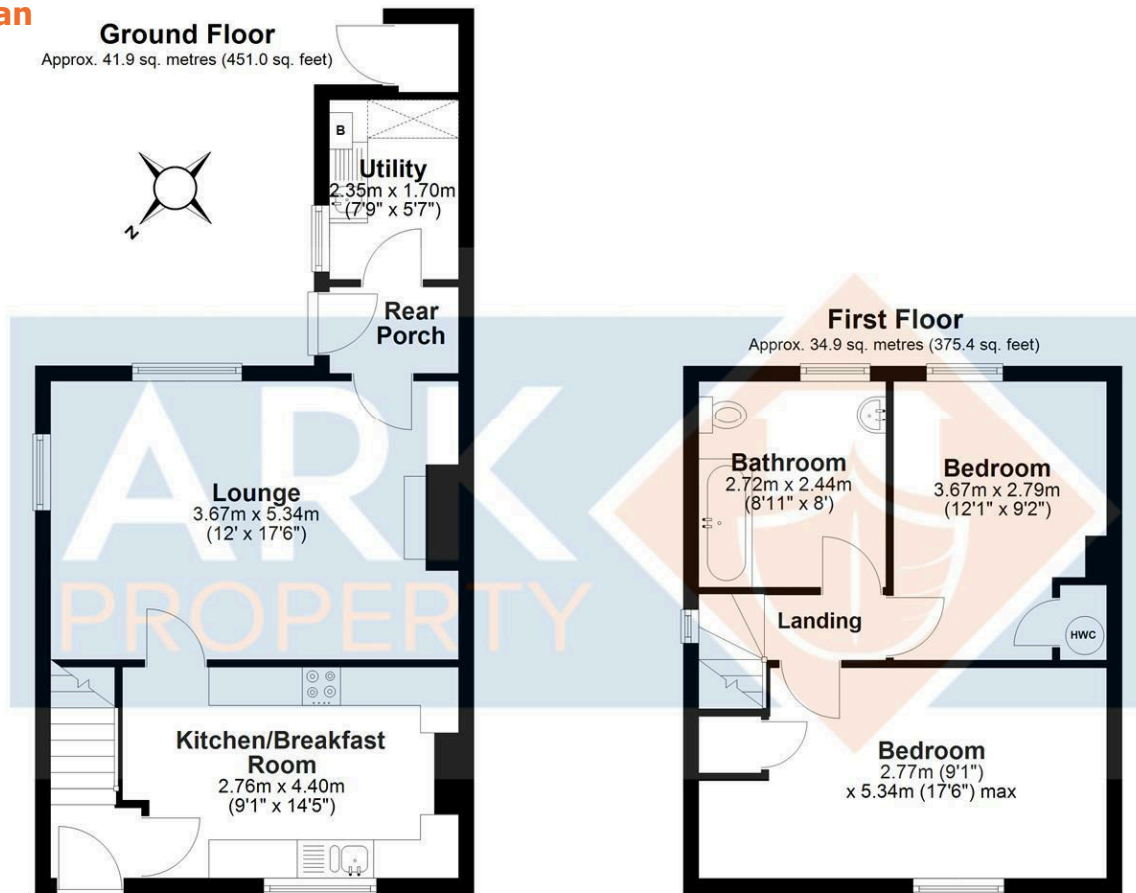 an
Ground Floor
Approx. 41.9 sq. metres (451.0 sq. feet)
B
Utility
2.35m x 1.70m
(7'9" x 5'7")
N
Rear
Porch
Lounge
3.67m x 5.34m
(12' x 17'6")
Kitchen/Breakfast
Room
2.76m x 4.40m
(9'1" x 14'5")
First Floor
Approx. 34.9 sq. metres (375.4 sq. feet)
Bathroom
2.72m x 2.44m
(8'11" x 8')
Bedroom
3.67m x 2.79m
(12'1" x 9'2")
Landing
HWC
Bedroom
2.77m (9'1")
x 5.34m (17'6") max
ARK
PROPERTY